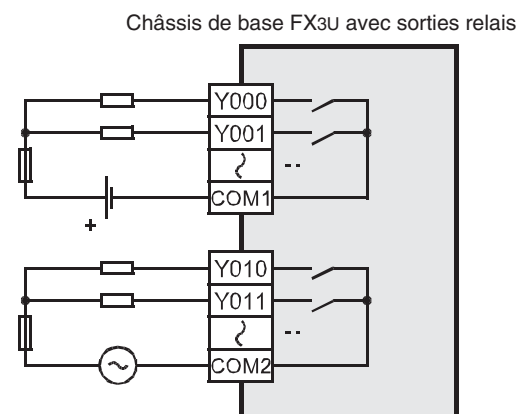 Châssis de base FX3U avec sorties relais
Y000
Y001
COM1
+
Y010
Y011
COM2